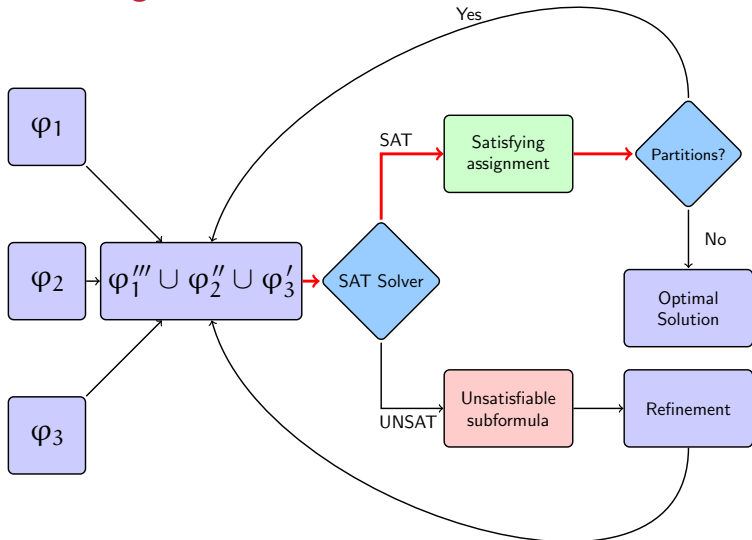 Yes
φ1
SAT
Satisfying
assignment
Partitions?
φ2
φ1''' ∪ φ2'' ∪ φ3'
SAT Solver
No
Optimal
Solution
φ3
UNSAT
Unsatisfiable
subformula
Refinement